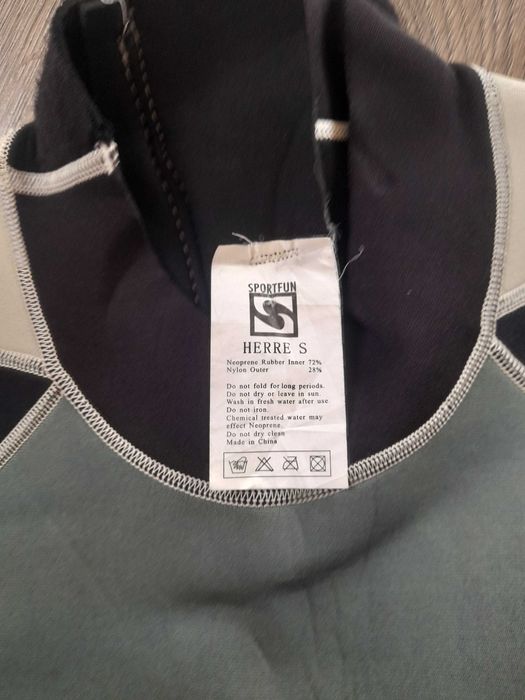 SPORTFUN
HERRE S
Neoprene Rubber Inner 72%
Nylon Outer 28%
Do not fold for long periods.
Do not dry or leave in sun.
Wash in fresh water after use
Do not iron.
Chemical treated water may
effect Neoprene.
Do not dry clean
Made in China